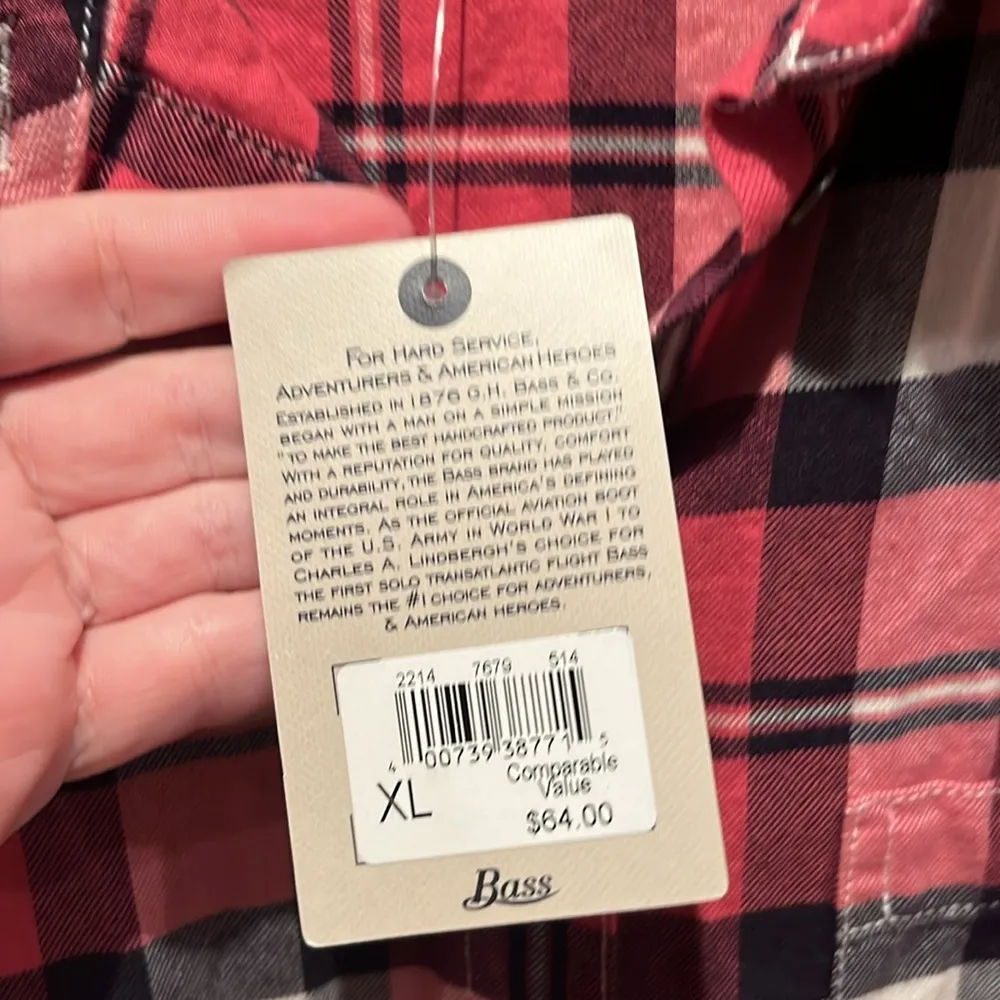 FOR HARD SERVICE,
ADVENTURERS & AMERICAN HEROES
ESTABLISHED IN 1876 G.H. BASS & CO.
BEGAN WITH A MAN ON A SIMPLE MISSION
"TO MAKE THE BEST HANDCRAFTED PRODUCT."
WITH A REPUTATION FOR QUALITY, COMFORT
AND DURABILITY, THE BASS BRAND HAS PLAYED
AN INTEGRAL ROLE IN AMERICA'S DEFINING
MOMENTS. AS THE OFFICIAL AVIATION BOOT
OF THE U.S. ARMY IN WORLD WAR I TO
CHARLES A. LINDBERGH'S CHOICE FOR
THE FIRST SOLO TRANSATLANTIC FLIGHT BASS
REMAINS THE #1 CHOICE FOR ADVENTURERS,
& AMERICAN HEROES.
2214 7679 514
4 00739 38771 5
Comparable
Value
XL
$64.00
Bass